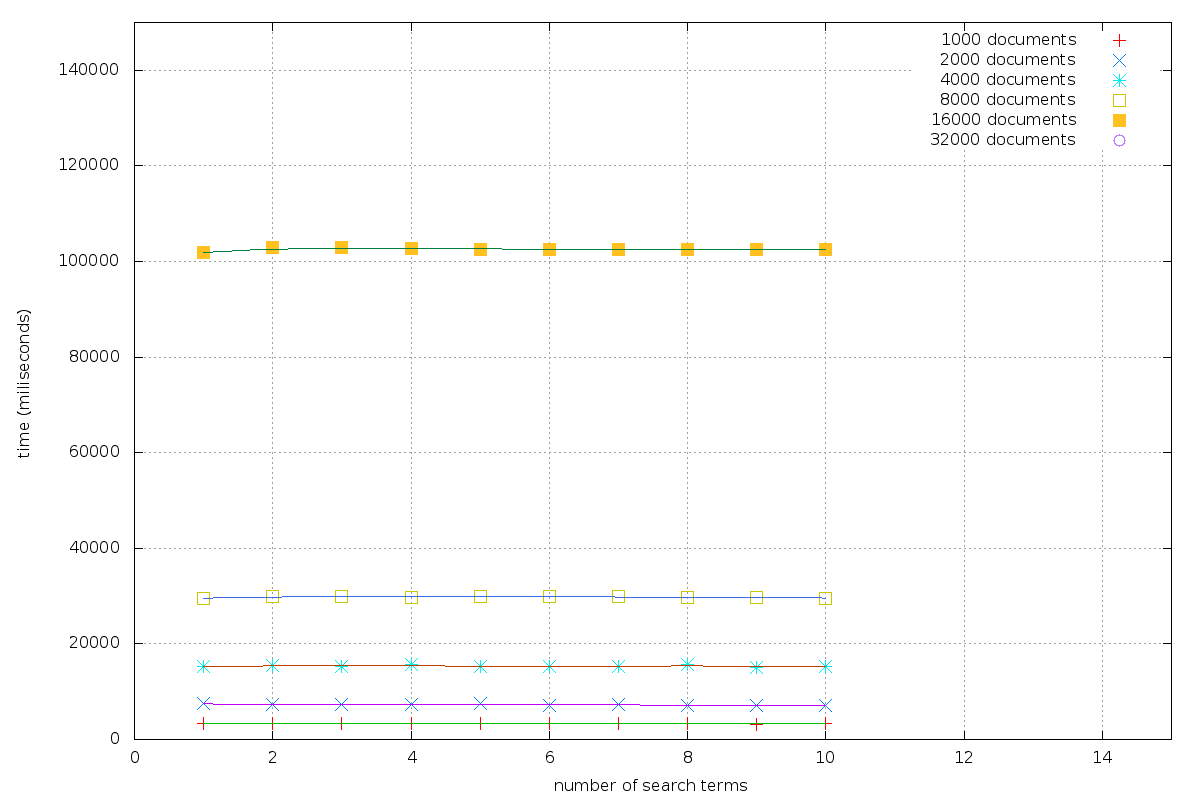 140000
120000
100000
80000
60000
40000
20000
0
0 2 4 6 8 10 12 14
time (milliseconds)
number of search terms
1000 documents
2000 documents
4000 documents
8000 documents
16000 documents
32000 documents